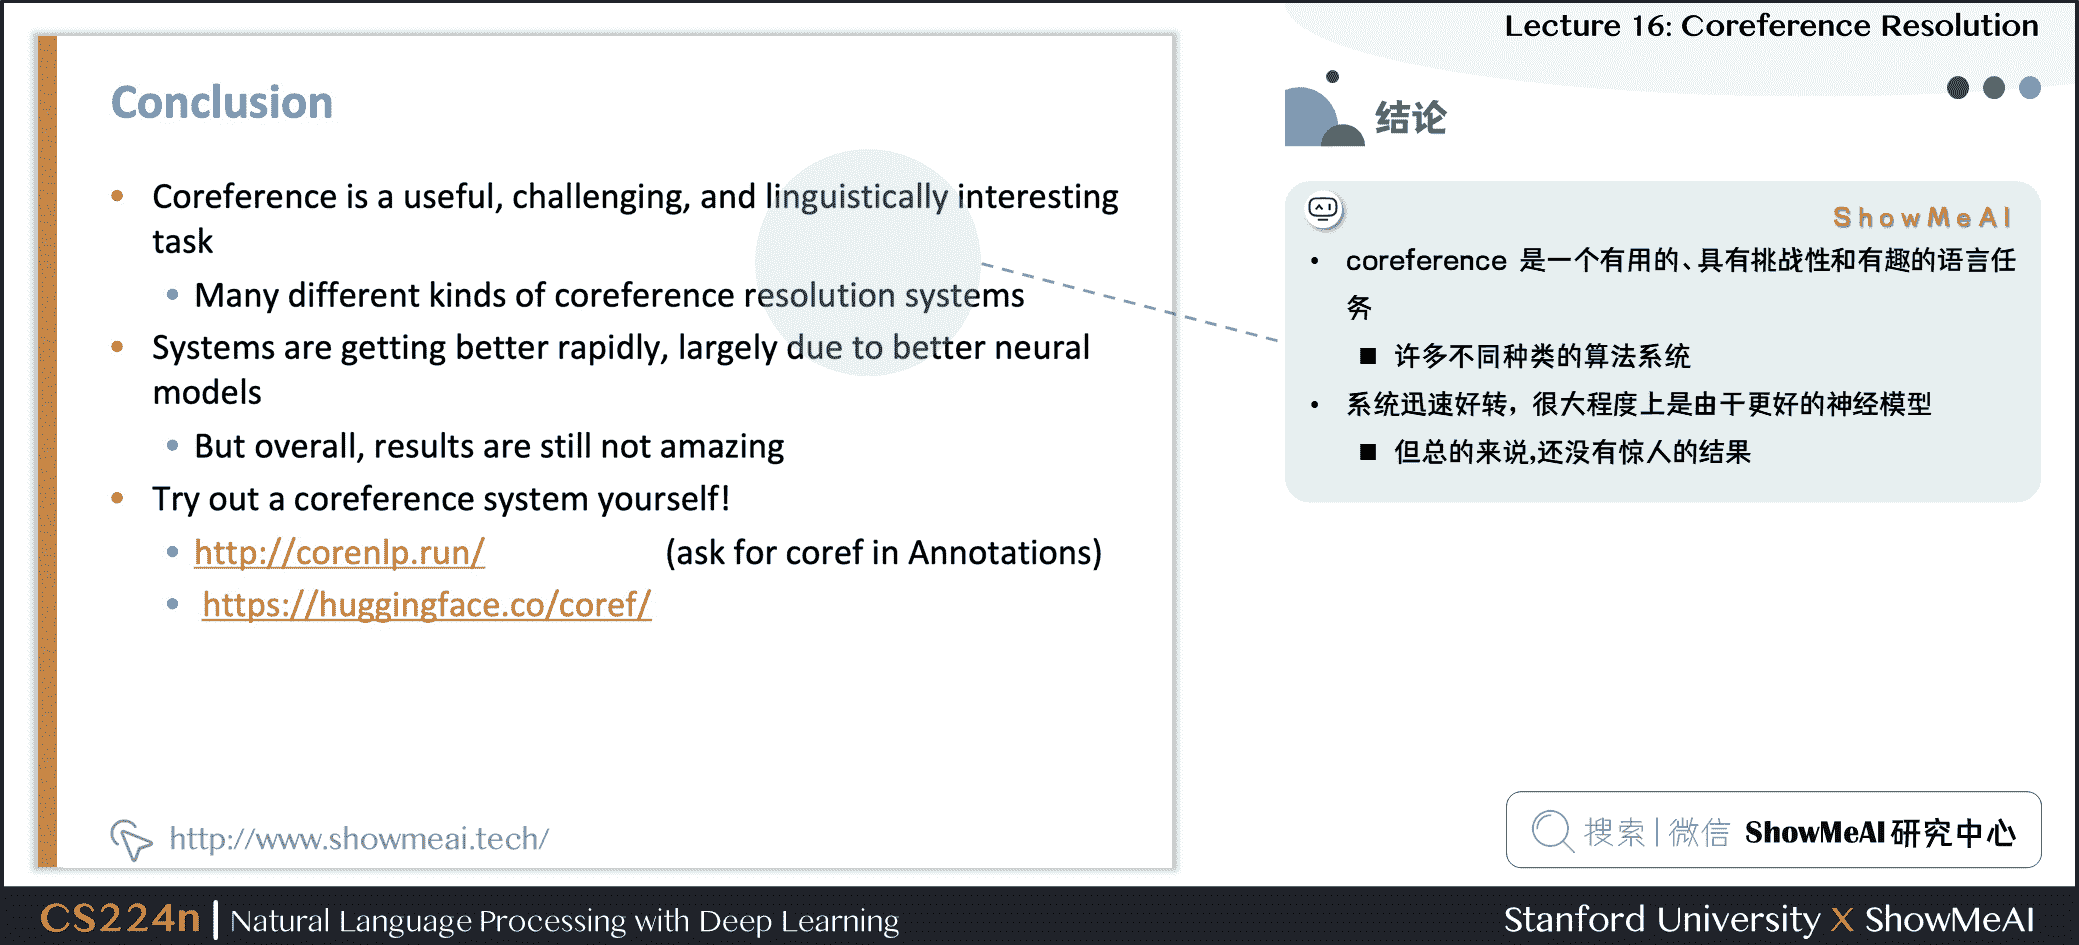 Lecture 16: Coreference Resolution
Conclusion
• Coreference is a useful, challenging, and linguistically interesting
task
• Many different kinds of coreference resolution systems
• Systems are getting better rapidly, largely due to better neural
models
• But overall, results are still not amazing
• Try out a coreference system yourself!
• http://corenlp.run/ (ask for coref in Annotations)
• https://huggingface.co/coref/
http://www.showmeai.tech/
结论
ShowMeAI
• coreference 是一个有用的、具有挑战性和有趣的语言任
务
■ 许多不同种类的算法系统
• 系统迅速好转，很大程度上是由于更好的神经模型
■ 但总的来说,还没有惊人的结果
搜索|微信 ShowMeAI研究中心
CS224n | Natural Language Processing with Deep Learning
Stanford University X ShowMeAI